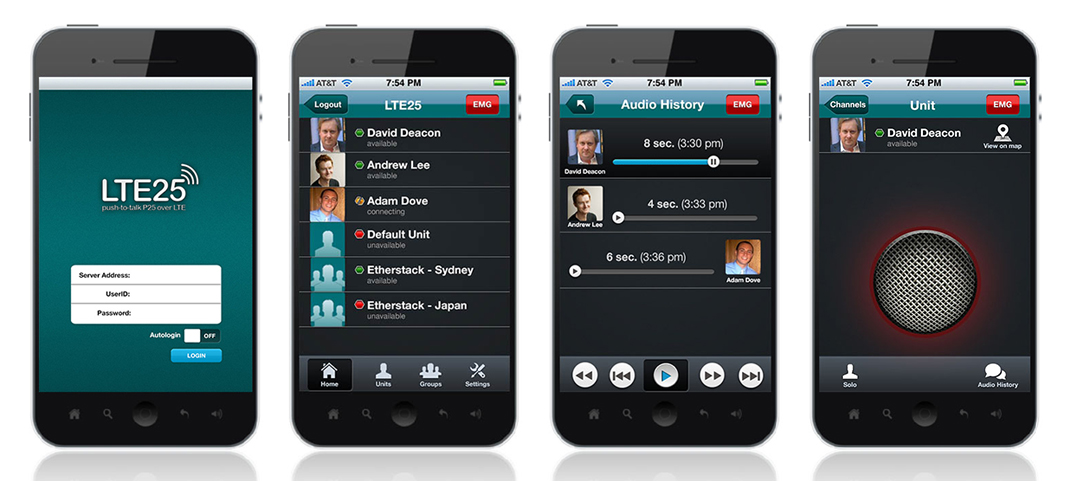 LTE25
push-to-talk P25 over LTE
Server Address:
UserID:
Password:
Autologin OFF
LOGIN
AT&T 7:54 PM
Logout LTE25 EMG
David Deacon
available
Andrew Lee
available
Adam Dove
connecting
Default Unit
unavailable
Etherstack - Sydney
available
Etherstack - Japan
unavailable
Home Units Groups Settings
AT&T 7:54 PM
Audio History EMG
8 sec. (3:30 pm)
David Deacon
4 sec. (3:33 pm)
Andrew Lee
6 sec. (3:36 pm)
Adam Dove
AT&T 7:54 PM
Channels Unit EMG
David Deacon
available
View on map
Solo Audio History